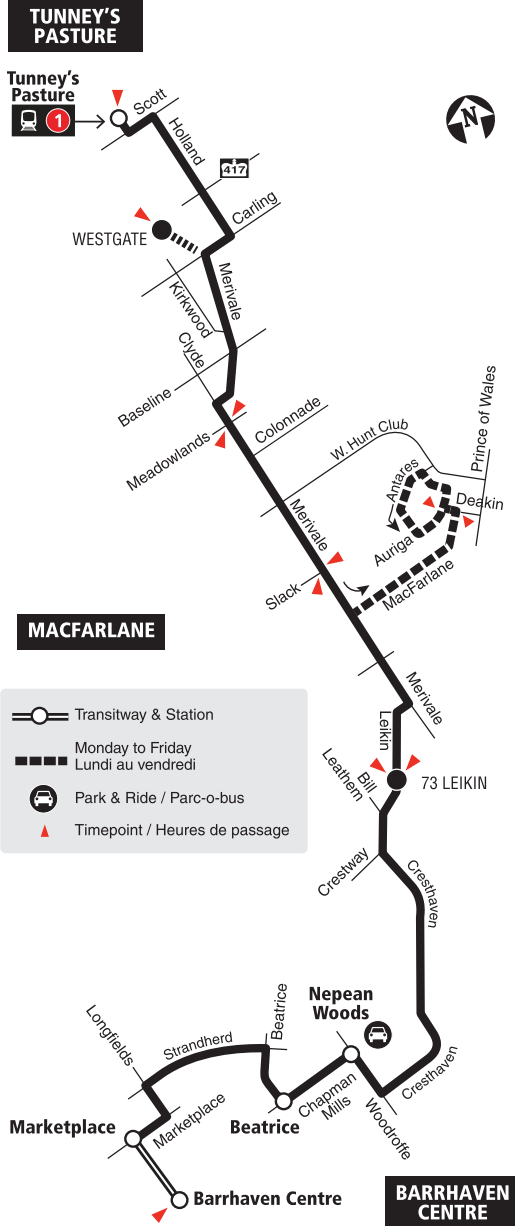 TUNNEY'S
PASTURE
Tunney's
Pasture
1
Scott
Holland
N
417
Carling
WESTGATE
Merivale
Kirkwood
Clyde
Baseline
Meadowlands
Colonnade
W. Hunt Club
Prince of Wales
Antares
Deakin
Auriga
Merivale
MacFarlane
Slack
MACFARLANE
Merivale
Transitway & Station
Monday to Friday
Lundi au vendredi
Park & Ride / Parc-o-bus
Timepoint / Heures de passage
Leikin
73 LEIKIN
Bill
Leathem
Crestway
Cresthaven
Nepean
Woods
Beatrice
Longfields
Strandherd
Cresthaven
Chapman
Mills
Woodroffe
Marketplace
Marketplace
Beatrice
Barrhaven Centre
BARRHAVEN
CENTRE